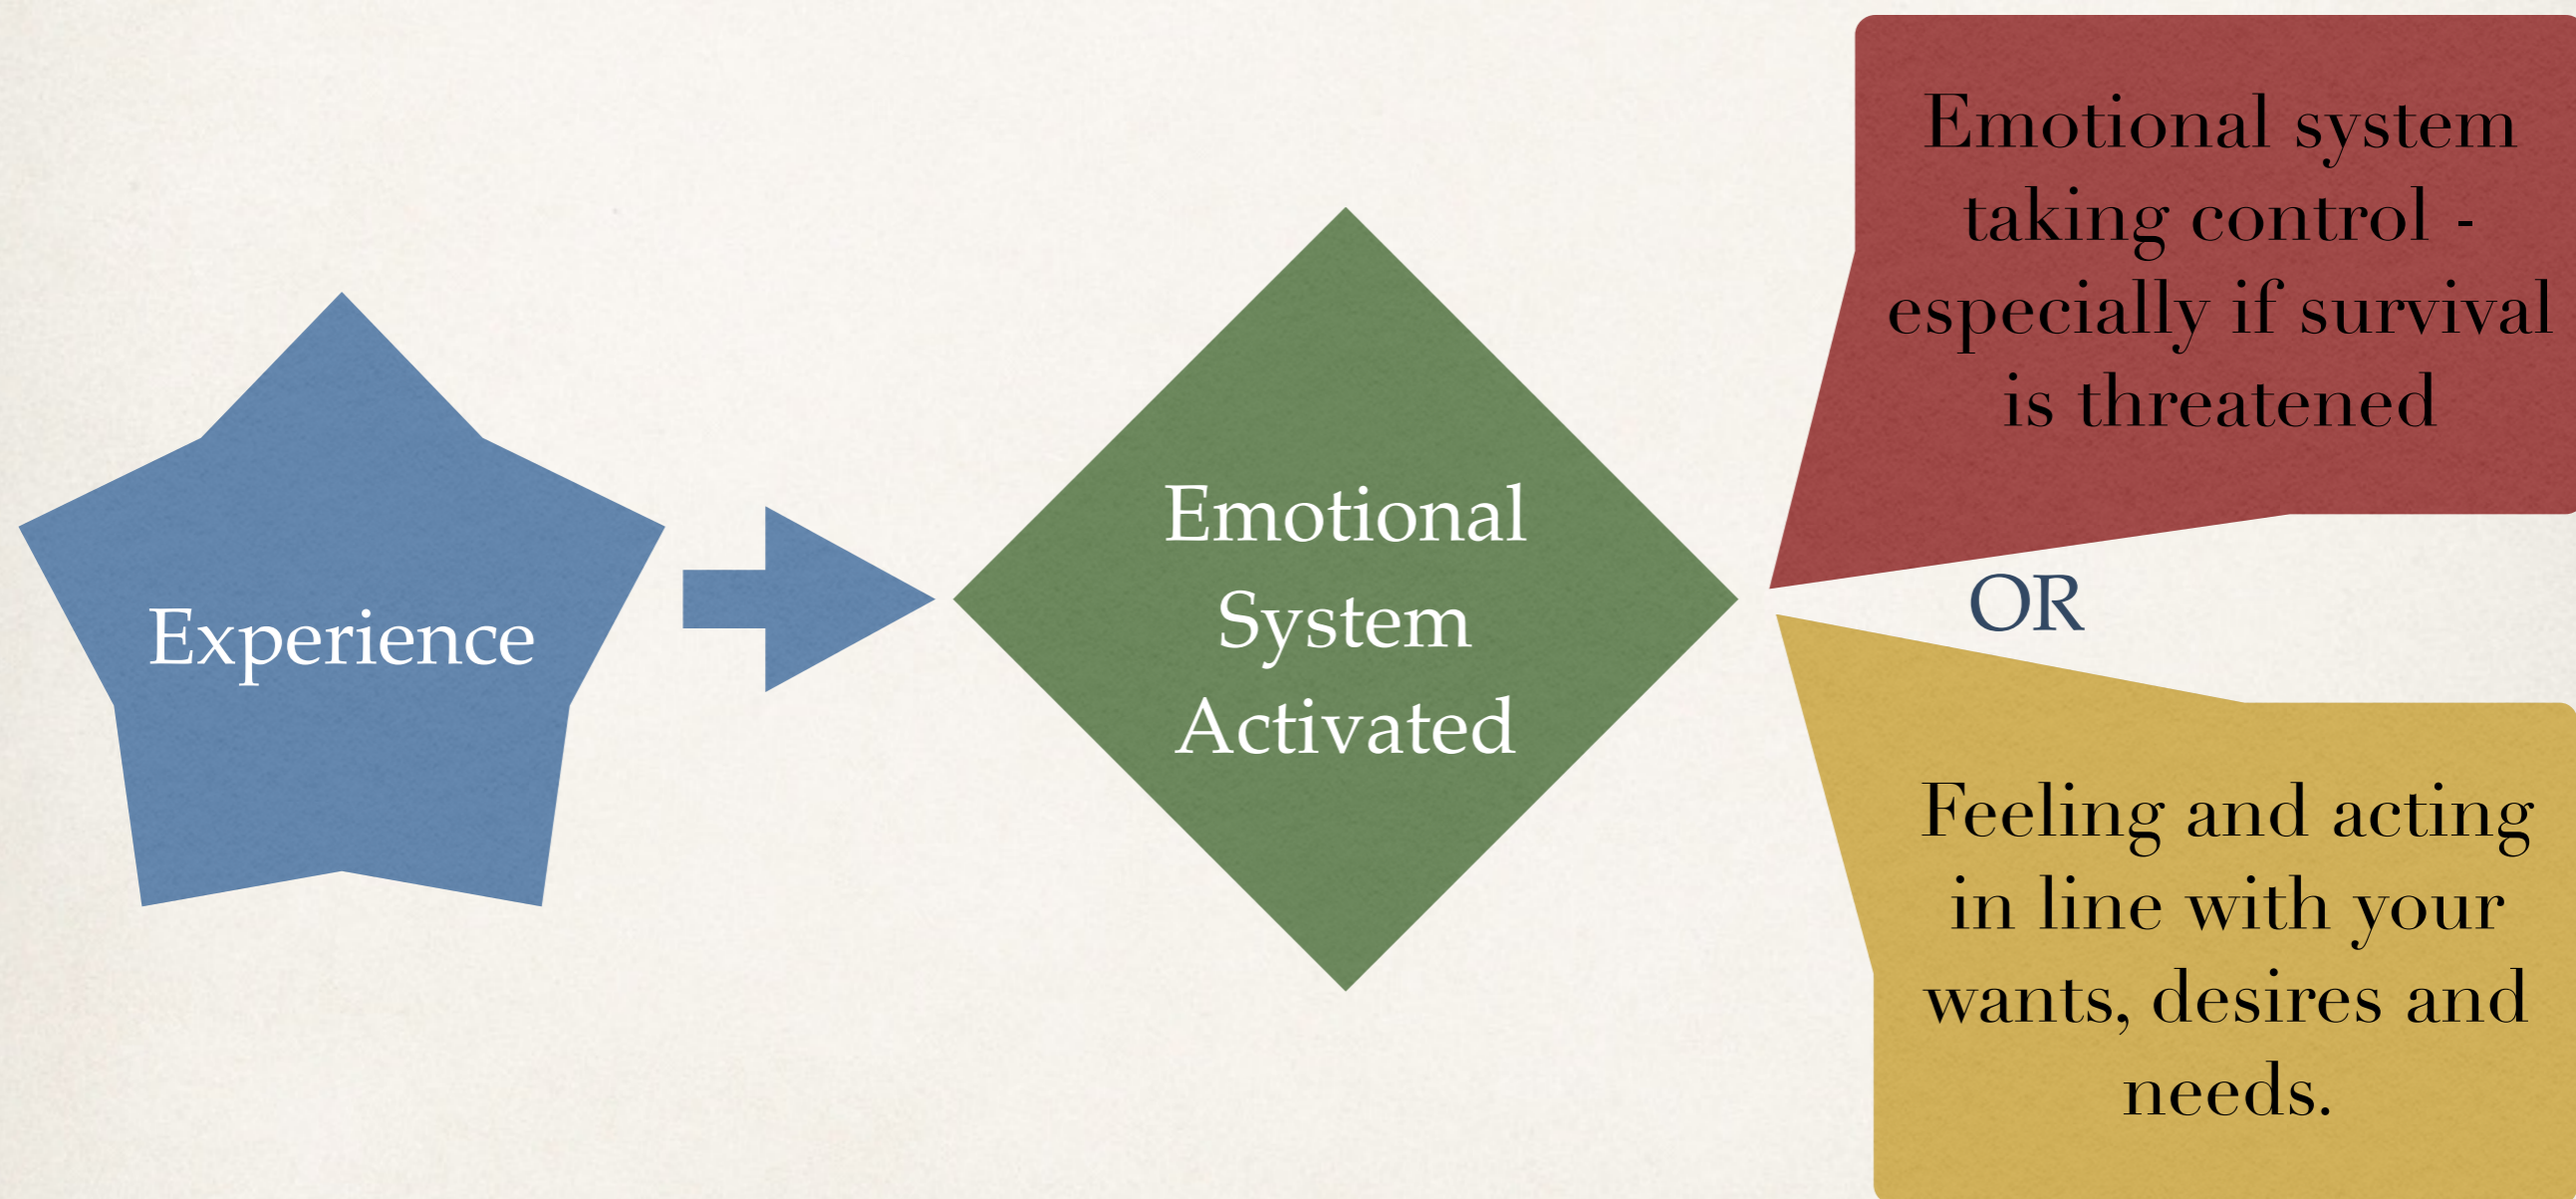 Experience
Emotional
System
Activated
Emotional system
taking control -
especially if survival
is threatened
OR
Feeling and acting
in line with your
wants, desires and
needs.